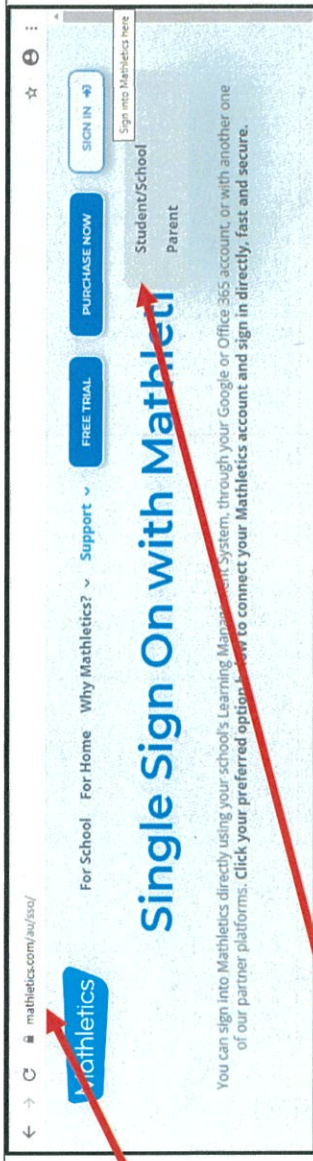 mathletics.com/au/sso/
Mathletics
For School For Home Why Mathletics? Support
FREE TRIAL
PURCHASE NOW
SIGN IN
Sign into Mathletics here
Student/School
Parent
Single Sign On with Mathleti
You can sign into Mathletics directly using your school's Learning Management System, through your Google or Office 365 account, or with another one
of our partner platforms. Click your preferred option below to connect your Mathletics account and sign in directly, fast and secure.